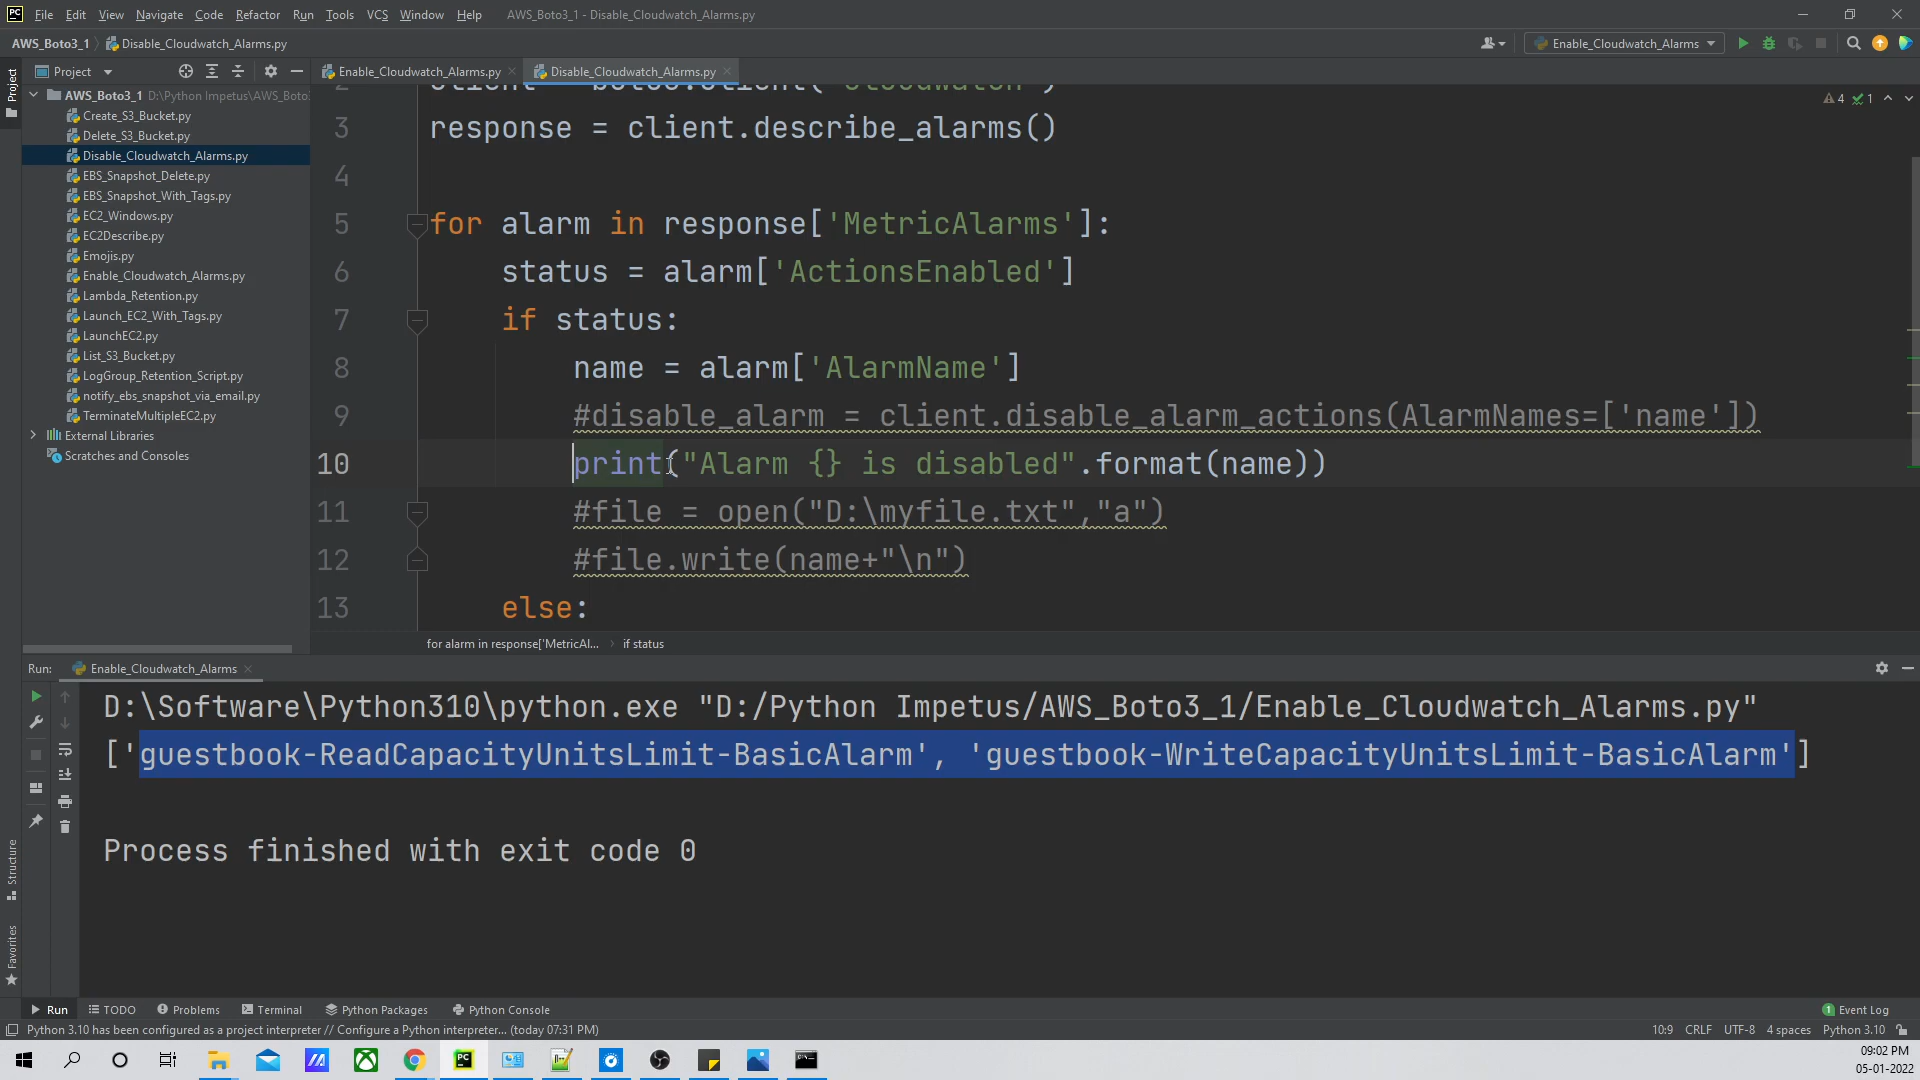 File Edit View Navigate Code Refactor Run Tools VCS Window Help AWS_Boto3_1 - Disable_Cloudwatch_Alarms.py
AWS_Boto3_1 Disable_Cloudwatch_Alarms.py Enable_Cloudwatch_Alarms
Project
Project
Enable_Cloudwatch_Alarms.py
Disable_Cloudwatch_Alarms.py
AWS_Boto3_1 D:\Python Impetus\AWS_Boto3
Create_S3_Bucket.py
Delete_S3_Bucket.py
Disable_Cloudwatch_Alarms.py
EBS_Snapshot_Delete.py
EBS_Snapshot_With_Tags.py
EC2_Windows.py
EC2Describe.py
Emojis.py
Enable_Cloudwatch_Alarms.py
Lambda_Retention.py
Launch_EC2_With_Tags.py
LaunchEC2.py
List_S3_Bucket.py
LogGroup_Retention_Script.py
notify_ebs_snapshot_via_email.py
TerminateMultipleEC2.py
External Libraries
Scratches and Consoles
4 1
3 response = client.describe_alarms()
4
5 for alarm in response['MetricAlarms']:
6 status = alarm['ActionsEnabled']
7 if status:
8 name = alarm['AlarmName']
9 #disable_alarm = client.disable_alarm_actions(AlarmNames=['name'])
10 print("Alarm {} is disabled".format(name))
11 #file = open("D:\myfile.txt","a")
12 #file.write(name+"\n")
13 else:
for alarm in response['MetricAl... if status
Run: Enable_Cloudwatch_Alarms
D:\Software\Python310\python.exe "D:/Python Impetus/AWS_Boto3_1/Enable_Cloudwatch_Alarms.py"
['guestbook-ReadCapacityUnitsLimit-BasicAlarm', 'guestbook-WriteCapacityUnitsLimit-BasicAlarm']
Process finished with exit code 0
Structure
Favorites
Run TODO Problems Terminal Python Packages Python Console 1 Event Log
Python 3.10 has been configured as a project interpreter // Configure a Python interpreter... (today 07:31 PM) 10:9 CRLF UTF-8 4 spaces Python 3.10
09:02 PM
05-01-2022